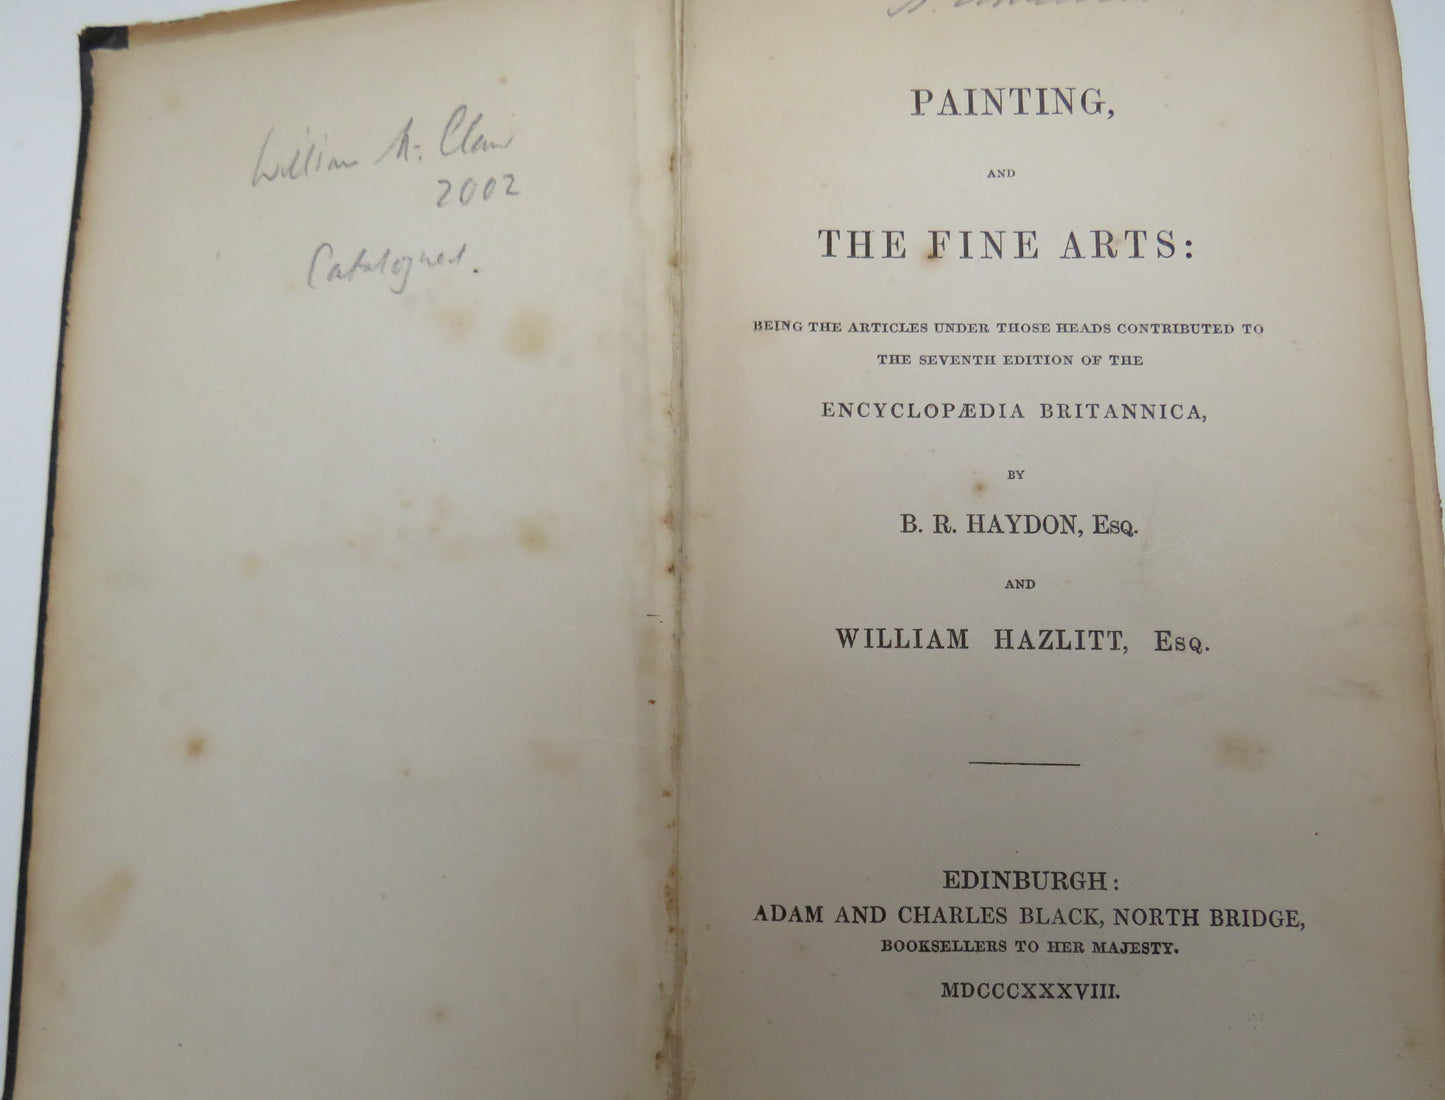 William
2002
Catalogued.
PAINTING,
AND
THE FINE ARTS:
BEING THE ARTICLES UNDER THOSE HEADS CONTRIBUTED TO
THE SEVENTH EDITION OF THE
ENCYCLOPÆDIA BRITANNICA,
BY
B. R. HAYDON, Esq.
AND
WILLIAM HAZLITT, Esq.
EDINBURGH:
ADAM AND CHARLES BLACK, NORTH BRIDGE,
BOOKSELLERS TO HER MAJESTY.
MDCCCXXXVIII.